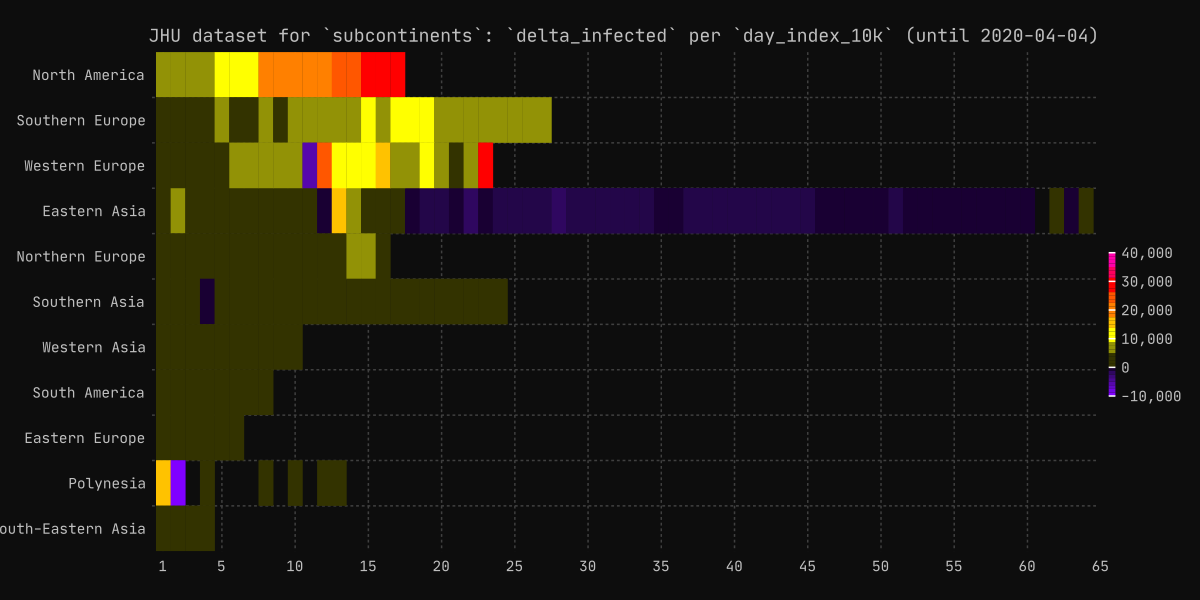 JHU dataset for `subcontinents`: `delta_infected` per `day_index_10k` (until 2020-04-04)
North America
Southern Europe
Western Europe
Eastern Asia
Northern Europe
Southern Asia
Western Asia
South America
Eastern Europe
Polynesia
outh-Eastern Asia
40,000
30,000
20,000
10,000
0
-10,000
1 5 10 15 20 25 30 35 40 45 50 55 60 65